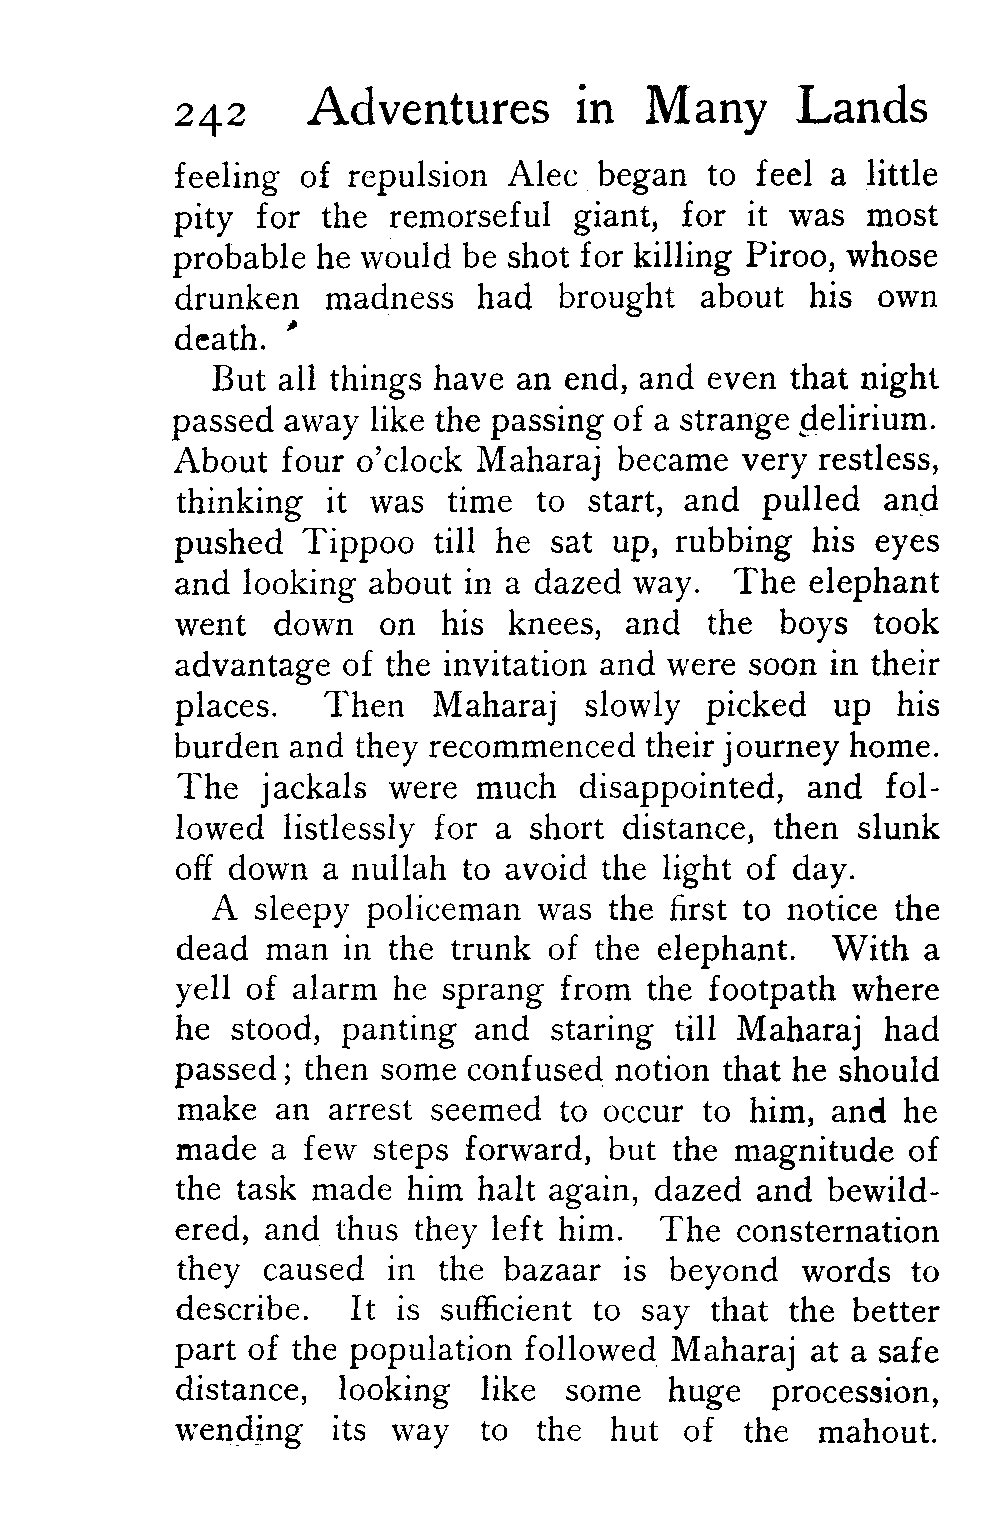 242 Adventures in Many Lands
feeling of repulsion Alec began to feel a little
pity for the remorseful giant, for it was most
probable he would be shot for killing Piroo, whose
drunken madness had brought about his own
death.
But all things have an end, and even that night
passed away like the passing of a strange delirium.
About four o'clock Maharaj became very restless,
thinking it was time to start, and pulled and
pushed Tippoo till he sat up, rubbing his eyes
and looking about in a dazed way. The elephant
went down on his knees, and the boys took
advantage of the invitation and were soon in their
places. Then Maharaj slowly picked up his
burden and they recommenced their journey home.
The jackals were much disappointed, and fol-
lowed listlessly for a short distance, then slunk
off down a nullah to avoid the light of day.
A sleepy policeman was the first to notice the
dead man in the trunk of the elephant. With a
yell of alarm he sprang from the footpath where
he stood, panting and staring till Maharaj had
passed; then some confused notion that he should
make an arrest seemed to occur to him, and he
made a few steps forward, but the magnitude of
the task made him halt again, dazed and bewild-
ered, and thus they left him. The consternation
they caused in the bazaar is beyond words to
describe. It is sufficient to say that the better
part of the population followed Maharaj at a safe
distance, looking like some huge procession,
wending its way to the hut of the mahout.